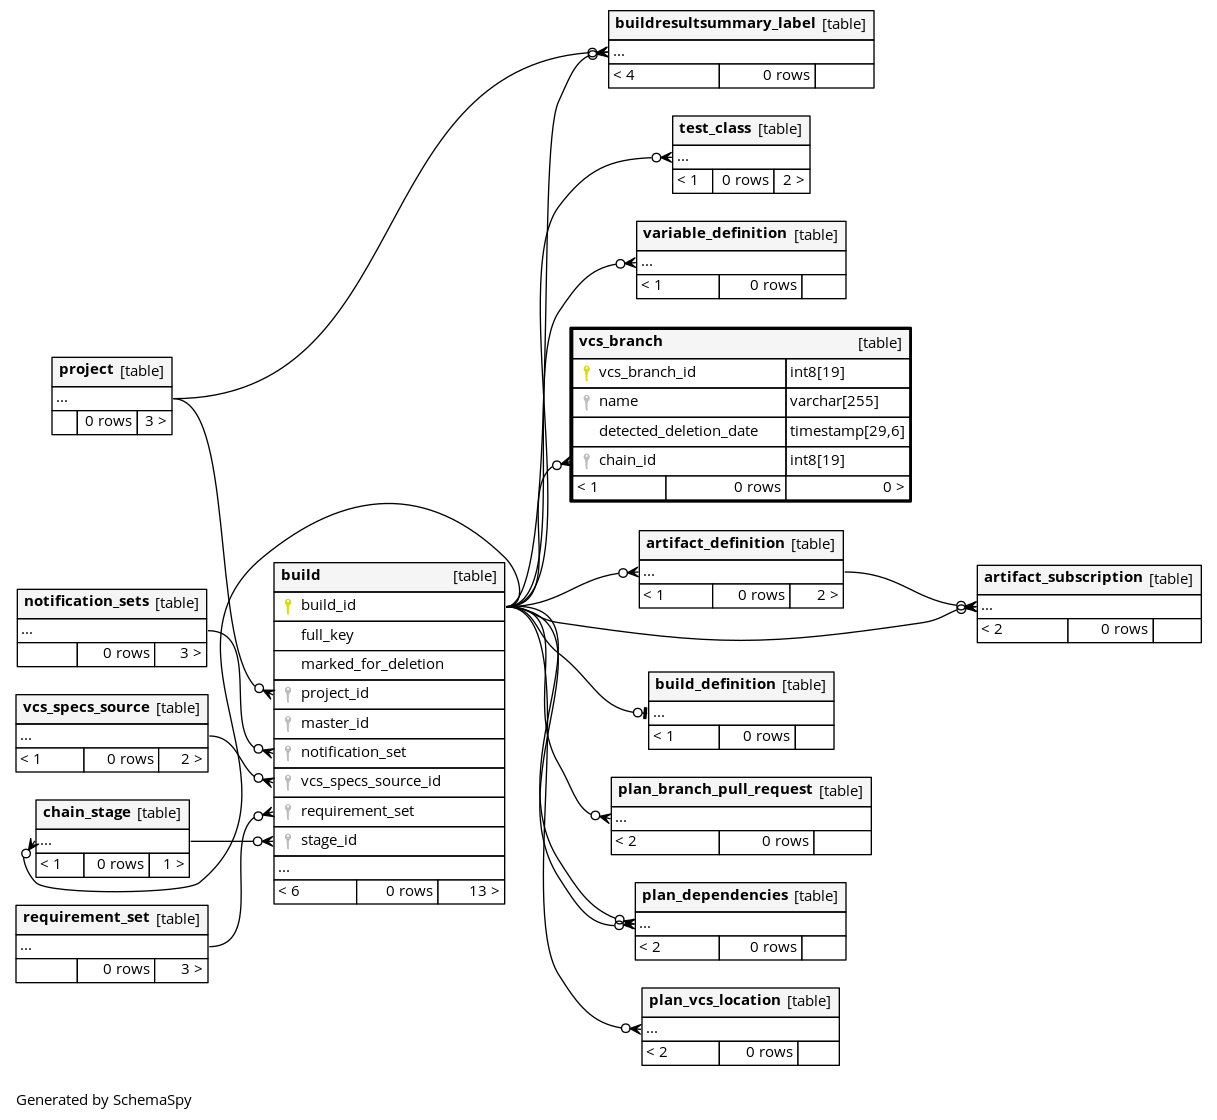 buildresultsummary_label [table]
...
< 4 0 rows
test_class [table]
...
< 1 0 rows 2 >
variable_definition [table]
...
< 1 0 rows
vcs_branch [table]
vcs_branch_id int8[19]
name varchar[255]
detected_deletion_date timestamp[29,6]
chain_id int8[19]
< 1 0 rows 0 >
project [table]
...
0 rows 3 >
artifact_definition [table]
...
< 1 0 rows 2 >
artifact_subscription [table]
...
< 2 0 rows
build [table]
build_id
full_key
marked_for_deletion
project_id
master_id
notification_set
vcs_specs_source_id
requirement_set
stage_id
...
< 6 0 rows 13 >
notification_sets [table]
...
0 rows 3 >
vcs_specs_source [table]
...
< 1 0 rows 2 >
chain_stage [table]
...
< 1 0 rows 1 >
requirement_set [table]
...
0 rows 3 >
build_definition [table]
...
< 1 0 rows
plan_branch_pull_request [table]
...
< 2 0 rows
plan_dependencies [table]
...
< 2 0 rows
plan_vcs_location [table]
...
< 2 0 rows
Generated by SchemaSpy